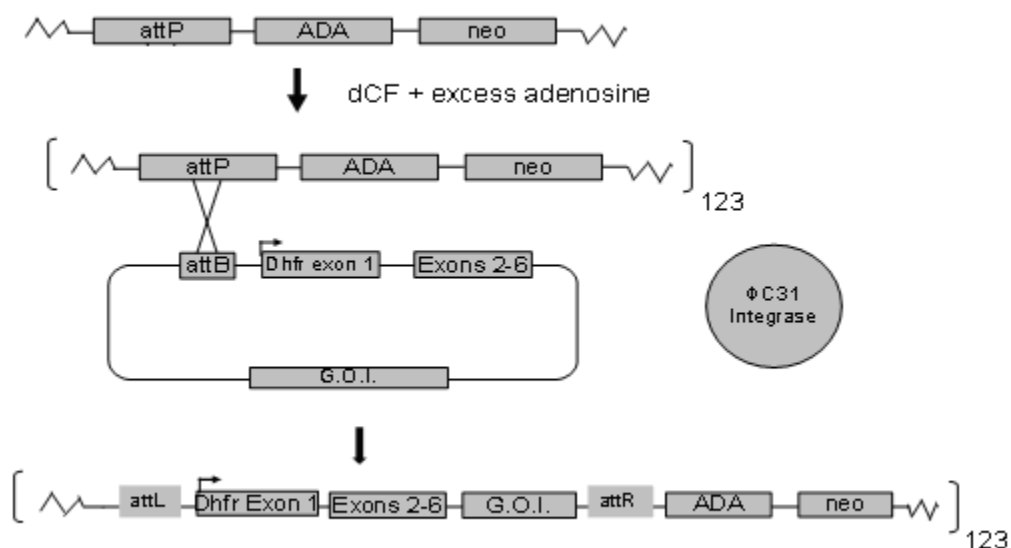 attP ADA neo
dCF + excess adenosine
attP ADA neo
123
attB Dhfr exon 1 Exons 2-6
ΦC31
Integrase
G.O.I.
attL Dhfr Exon 1 Exons 2-6 G.O.I. attR ADA neo
123